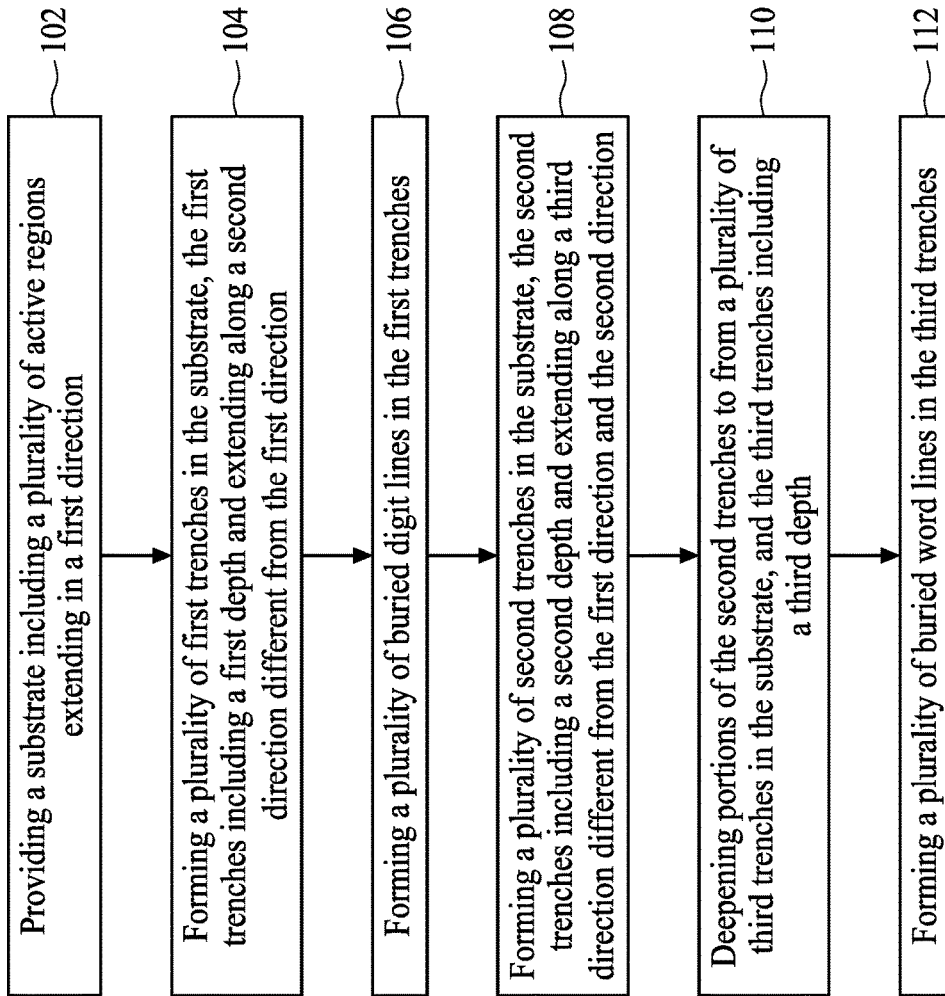 Providing a substrate including a plurality of active regions
extending in a first direction
102
Forming a plurality of first trenches in the substrate, the first
trenches including a first depth and extending along a second
direction different from the first direction
104
Forming a plurality of buried digit lines in the first trenches
106
Forming a plurality of second trenches in the substrate, the second
trenches including a second depth and extending along a third
direction different from the first direction and the second direction
108
Deepening portions of the second trenches to from a plurality of
third trenches in the substrate, and the third trenches including
a third depth
110
Forming a plurality of buried word lines in the third trenches
112